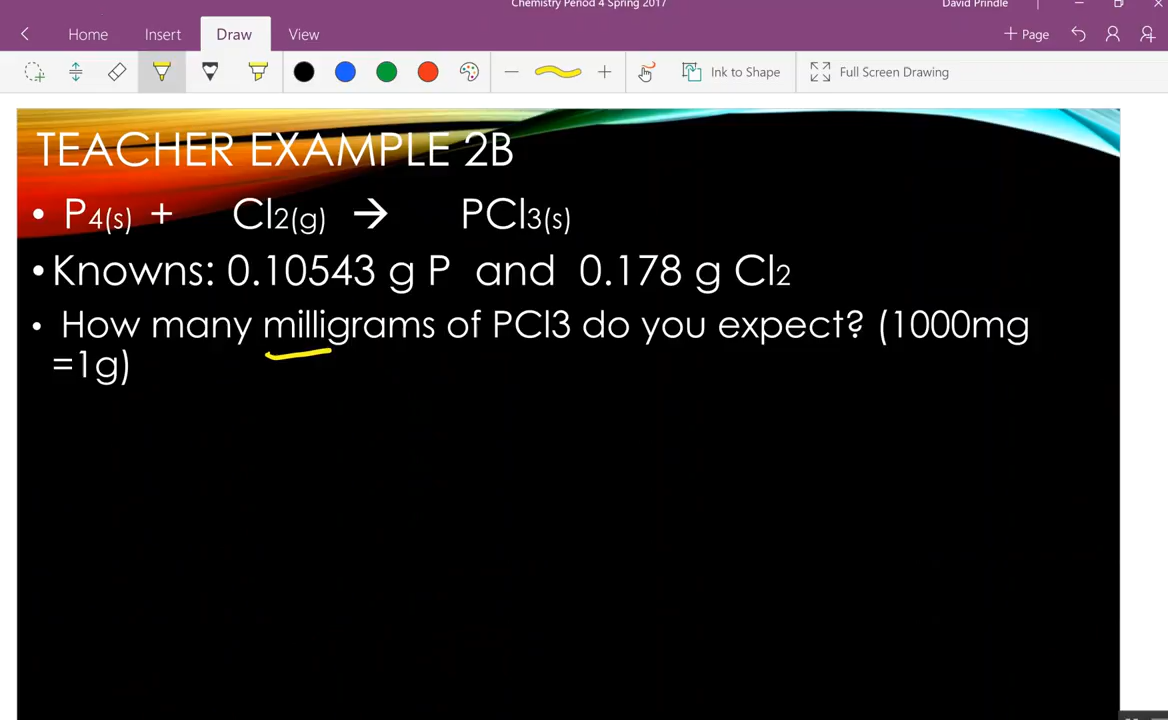 Chemistry Period 4 Spring 2017 David Prindle
Home Insert Draw View + Page
Ink to Shape Full Screen Drawing
TEACHER EXAMPLE 2B
• P4(s) + Cl2(g) → PCl3(s)
• Knowns: 0.10543 g P and 0.178 g Cl2
• How many milligrams of PCl3 do you expect? (1000mg
=1g)